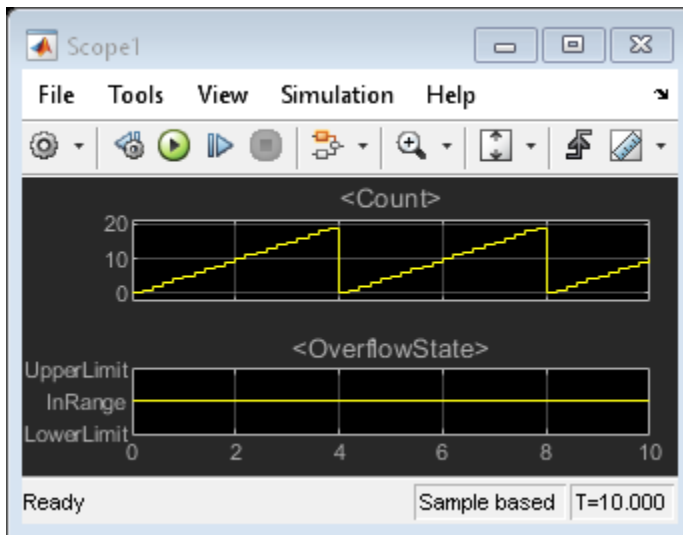 Scope1
File Tools View Simulation Help
<Count>
20
10
0
<OverflowState>
UpperLimit
InRange
LowerLimit
0 2 4 6 8 10
Ready Sample based T=10.000